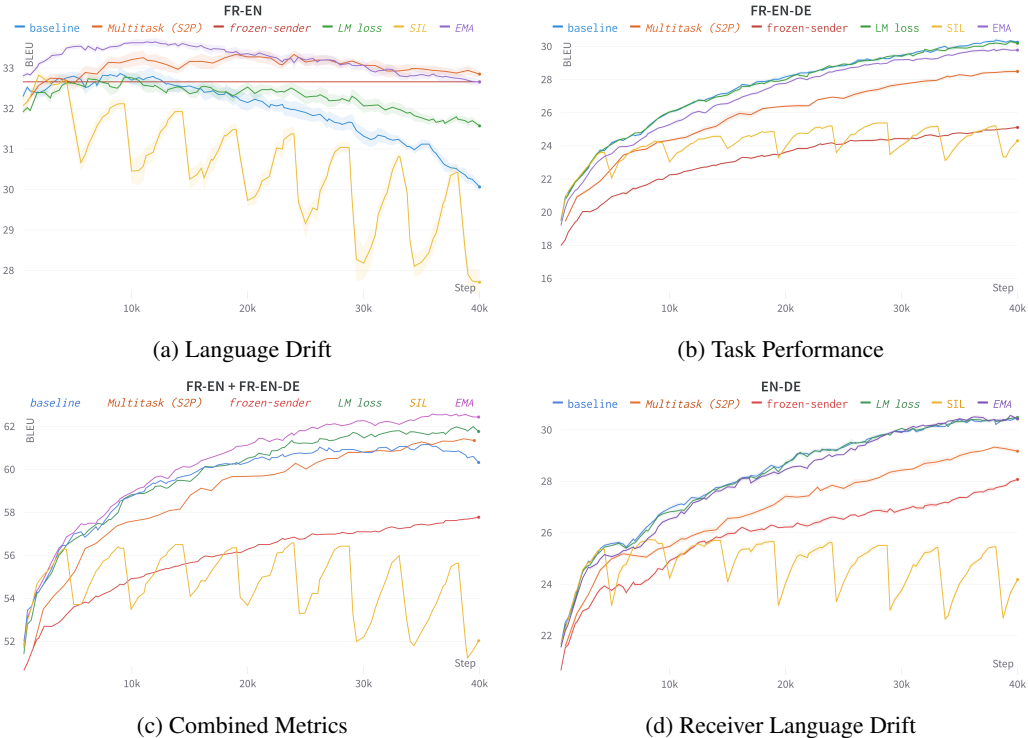 FR-EN
baseline Multitask (S2P) frozen-sender LM loss SIL EMA
BLEU
33
32
31
30
29
28
Step
10k 20k 30k 40k
(a) Language Drift
FR-EN-DE
baseline Multitask (S2P) frozen-sender LM loss SIL EMA
BLEU
30
28
26
24
22
20
18
16
Step
10k 20k 30k 40k
(b) Task Performance
FR-EN + FR-EN-DE
baseline Multitask (S2P) frozen-sender LM loss SIL EMA
BLEU
62
60
58
56
54
52
Step
10k 20k 30k 40k
(c) Combined Metrics
EN-DE
baseline Multitask (S2P) frozen-sender LM loss SIL EMA
30
28
26
24
22
Step
10k 20k 30k 40k
(d) Receiver Language Drift